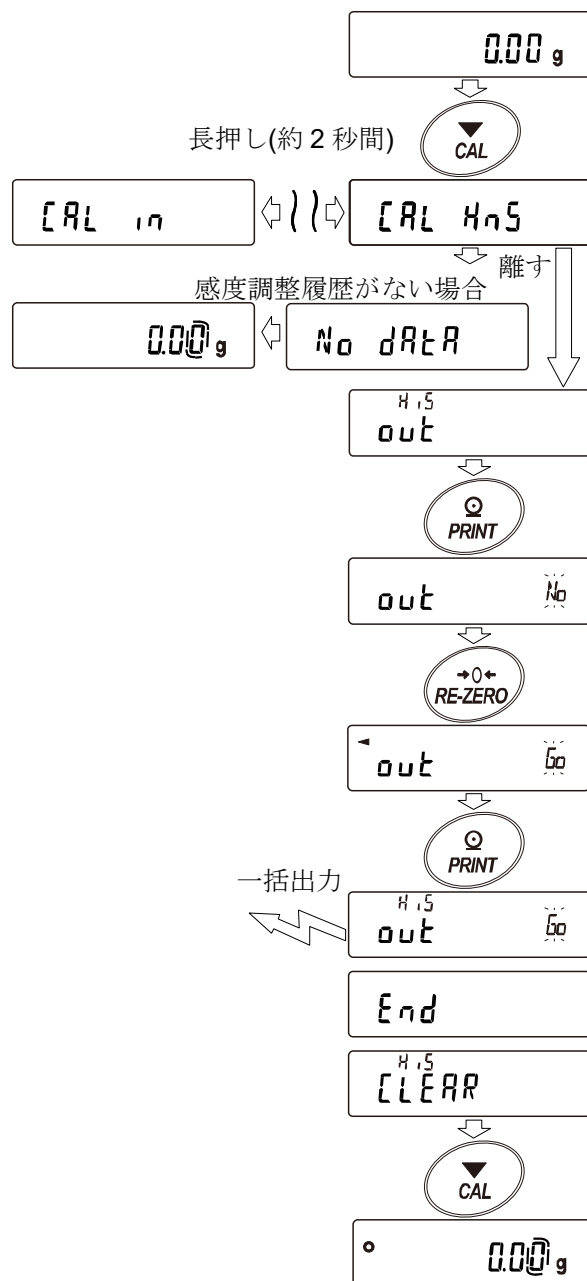 0.00 g
CAL
長押し(約 2 秒間)
CAL in
CAL HnS
離す
感度調整履歴がない場合
0.00 g
No dAtA
HiS
out
PRINT
out No
→0←
RE-ZERO
out Go
PRINT
一括出力
HiS
out Go
End
HiS
CLEAR
CAL
0.00 g